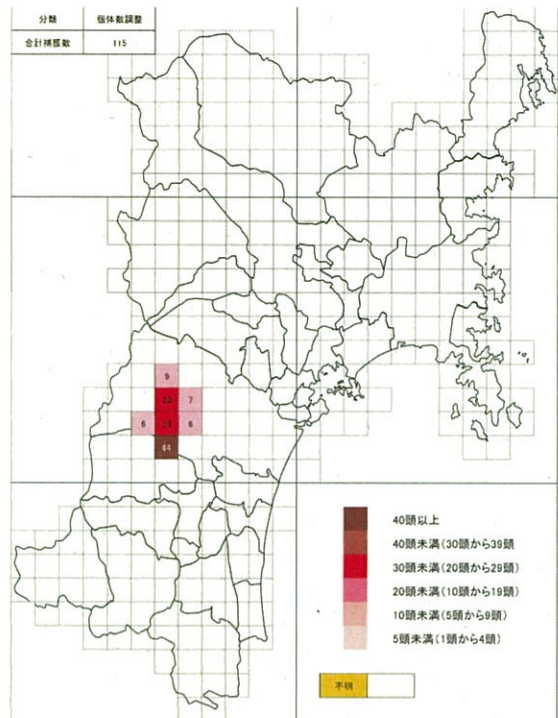 分類 個体数調整
合計捕獲数 115
9
7
6 6
44
40頭以上
40頭未満(30頭から39頭
30頭未満(20頭から29頭)
20頭未満(10頭から19頭)
10頭未満(5頭から9頭)
5頭未満(1頭から4頭)
不明